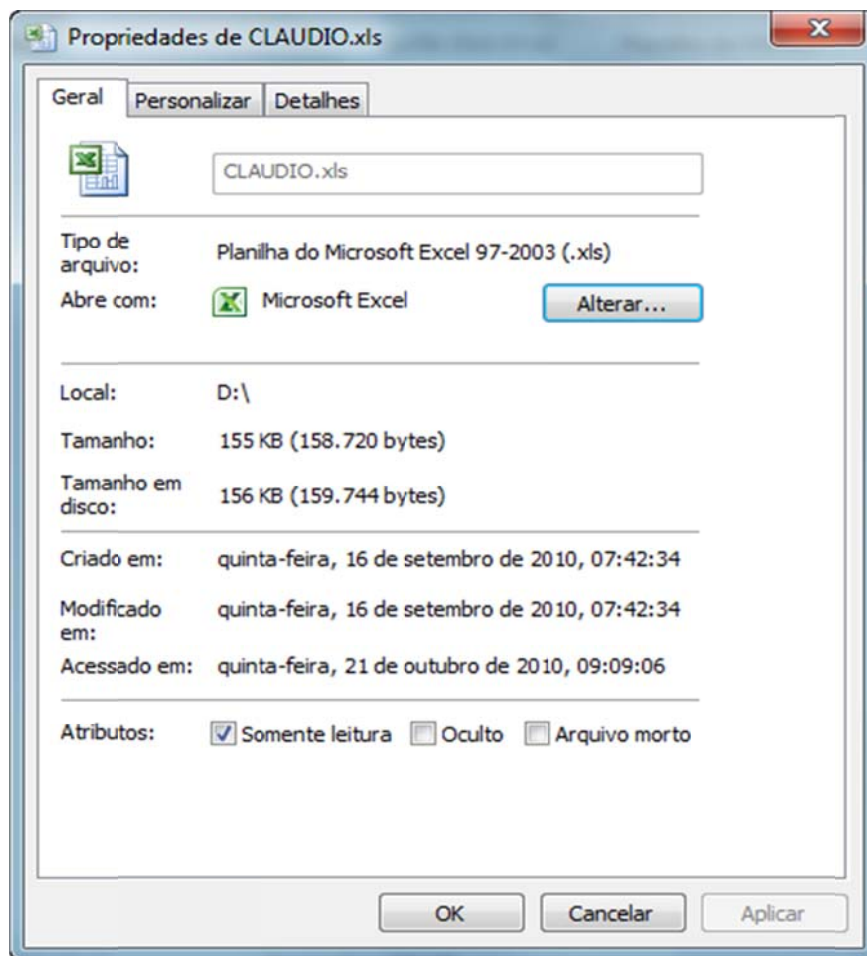 Propriedades de CLAUDIO.xls
Geral Personalizar Detalhes
CLAUDIO.xls
Tipo de
arquivo: Planilha do Microsoft Excel 97-2003 (.xls)
Abre com: Microsoft Excel Alterar...
Local: D:\
Tamanho: 155 KB (158.720 bytes)
Tamanho em
disco: 156 KB (159.744 bytes)
Criado em: quinta-feira, 16 de setembro de 2010, 07:42:34
Modificado
em: quinta-feira, 16 de setembro de 2010, 07:42:34
Acessado em: quinta-feira, 21 de outubro de 2010, 09:09:06
Atributos: Somente leitura Oculto Arquivo morto
OK Cancelar Aplicar